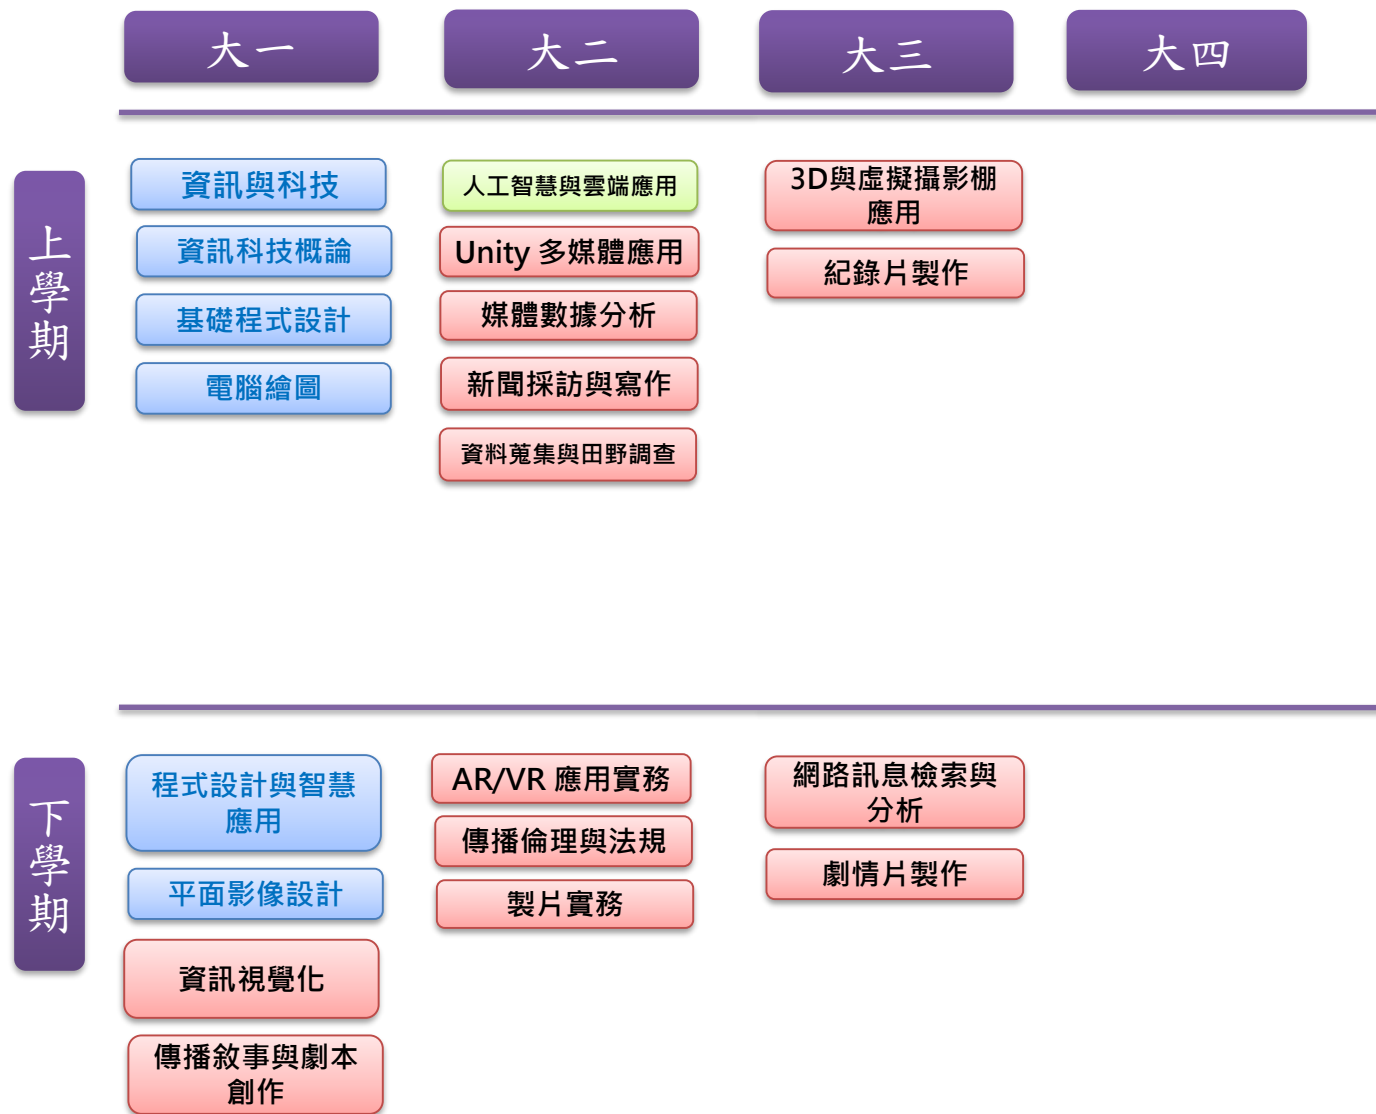 大一
大二
大三
大四
上學期
資訊與科技
資訊科技概論
基礎程式設計
電腦繪圖
人工智慧與雲端應用
Unity 多媒體應用
媒體數據分析
新聞採訪與寫作
資料蒐集與田野調查
3D與虛擬攝影棚
應用
紀錄片製作
下學期
程式設計與智慧
應用
平面影像設計
資訊視覺化
傳播敘事與劇本
創作
AR/VR 應用實務
傳播倫理與法規
製片實務
網路訊息檢索與
分析
劇情片製作